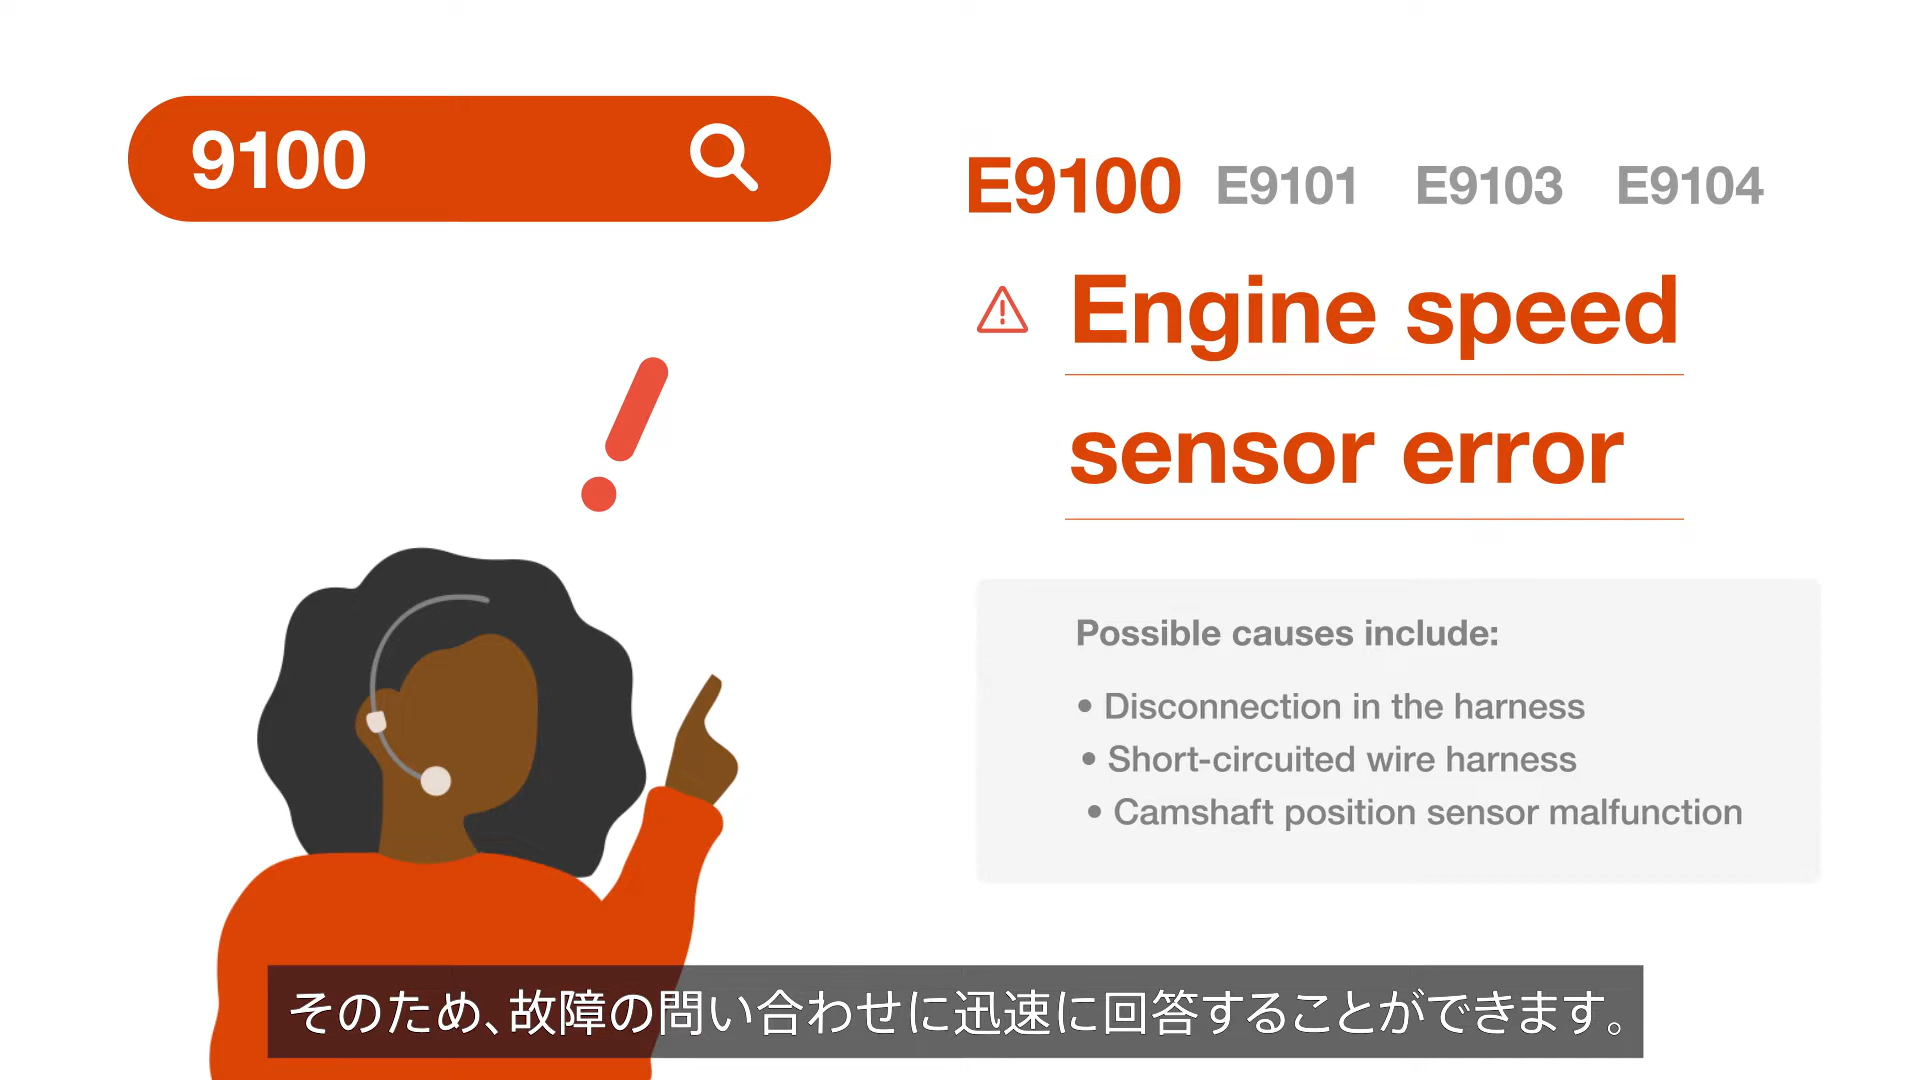 9100
E9100 E9101 E9103 E9104
Engine speed
sensor error
Possible causes include:
• Disconnection in the harness
• Short-circuited wire harness
• Camshaft position sensor malfunction
そのため、故障の問い合わせに迅速に回答することができます。